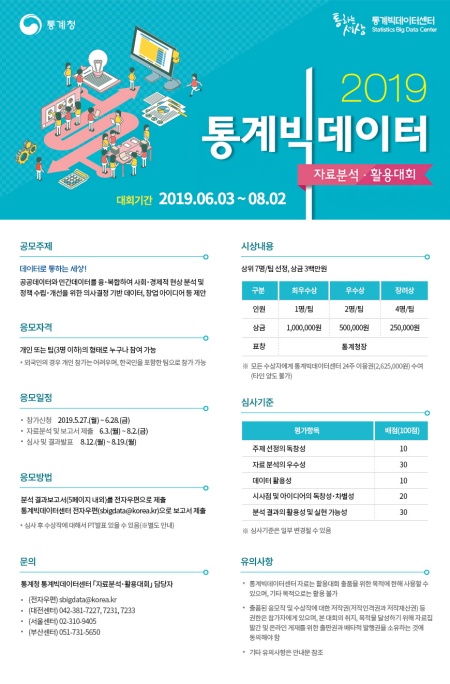 통계청
통하는 세상
통계빅데이터센터
Statistics Big Data Center
2019
통계빅데이터
자료분석·활용대회
대회기간 2019.06.03 ~ 08.02
공모주제
데이터로 통하는 세상!
공공데이터와 민간데이터를 융·복합하여 사회·경제적 현상 분석 및
정책 수립·개선을 위한 의사결정 기반 데이터, 창업 아이디어 등 제안
응모자격
개인 또는 팀(3명 이하)의 형태로 누구나 참여 가능
* 외국인의 경우 개인 참가는 어려우며, 한국민을 포함한 팀으로 참가 가능
응모일정
• 참가신청 2019.5.27.(월) ~ 6.28.(금)
• 자료분석 및 보고서 제출 6.3.(월) ~ 8.2.(금)
• 심사 및 결과발표 8.12.(월) ~ 8.19.(월)
응모방법
분석 결과보고서(5페이지 내외)를 전자우편으로 제출
통계빅데이터센터 전자우편(sbigdata@korea.kr)으로 보고서 제출
* 심사 후 수상작에 대해서 PT발표 있을 수 있음(※별도 안내)
문의
통계청 통계빅데이터센터 「자료분석·활용대회」 담당자
• (전자우편) sbigdata@korea.kr
• (대전센터) 042-381-7227, 7231, 7233
• (서울센터) 02-310-9405
• (부산센터) 051-731-5650
시상내용
상위 7명/팀 선정, 상금 3백만원
구분 최우수상 우수상 장려상
인원 1명/팀 2명/팀 4명/팀
상금 1,000,000원 500,000원 250,000원
표창 통계청장
※ 모든 수상자에게 통계빅데이터센터 24주 이용권(2,625,000원) 수여
(타인 양도 불가)
심사기준
평가항목 배점(100점)
주제 선정의 독창성 10
자료 분석의 우수성 30
데이터 활용성 10
시사점 및 아이디어의 독창성·차별성 20
분석 결과의 활용성 및 실현 가능성 30
※ 심사기준은 일부 변경될 수 있음
유의사항
• 통계빅데이터센터 자료는 활용대회 출품을 위한 목적에 한해 사용할 수
있으며, 기타 목적으로는 활용 불가
• 출품된 응모작 및 수상작에 대한 저작권(저작인격권과 저작재산권) 등
권한은 참가자에게 있으며, 본 대회의 취지, 목적을 달성하기 위해 자료집
발간 및 온라인 게재를 위한 출판권과 배타적 발행권을 소유하는 것에
동의해야 함
• 기타 유의사항은 안내문 참조